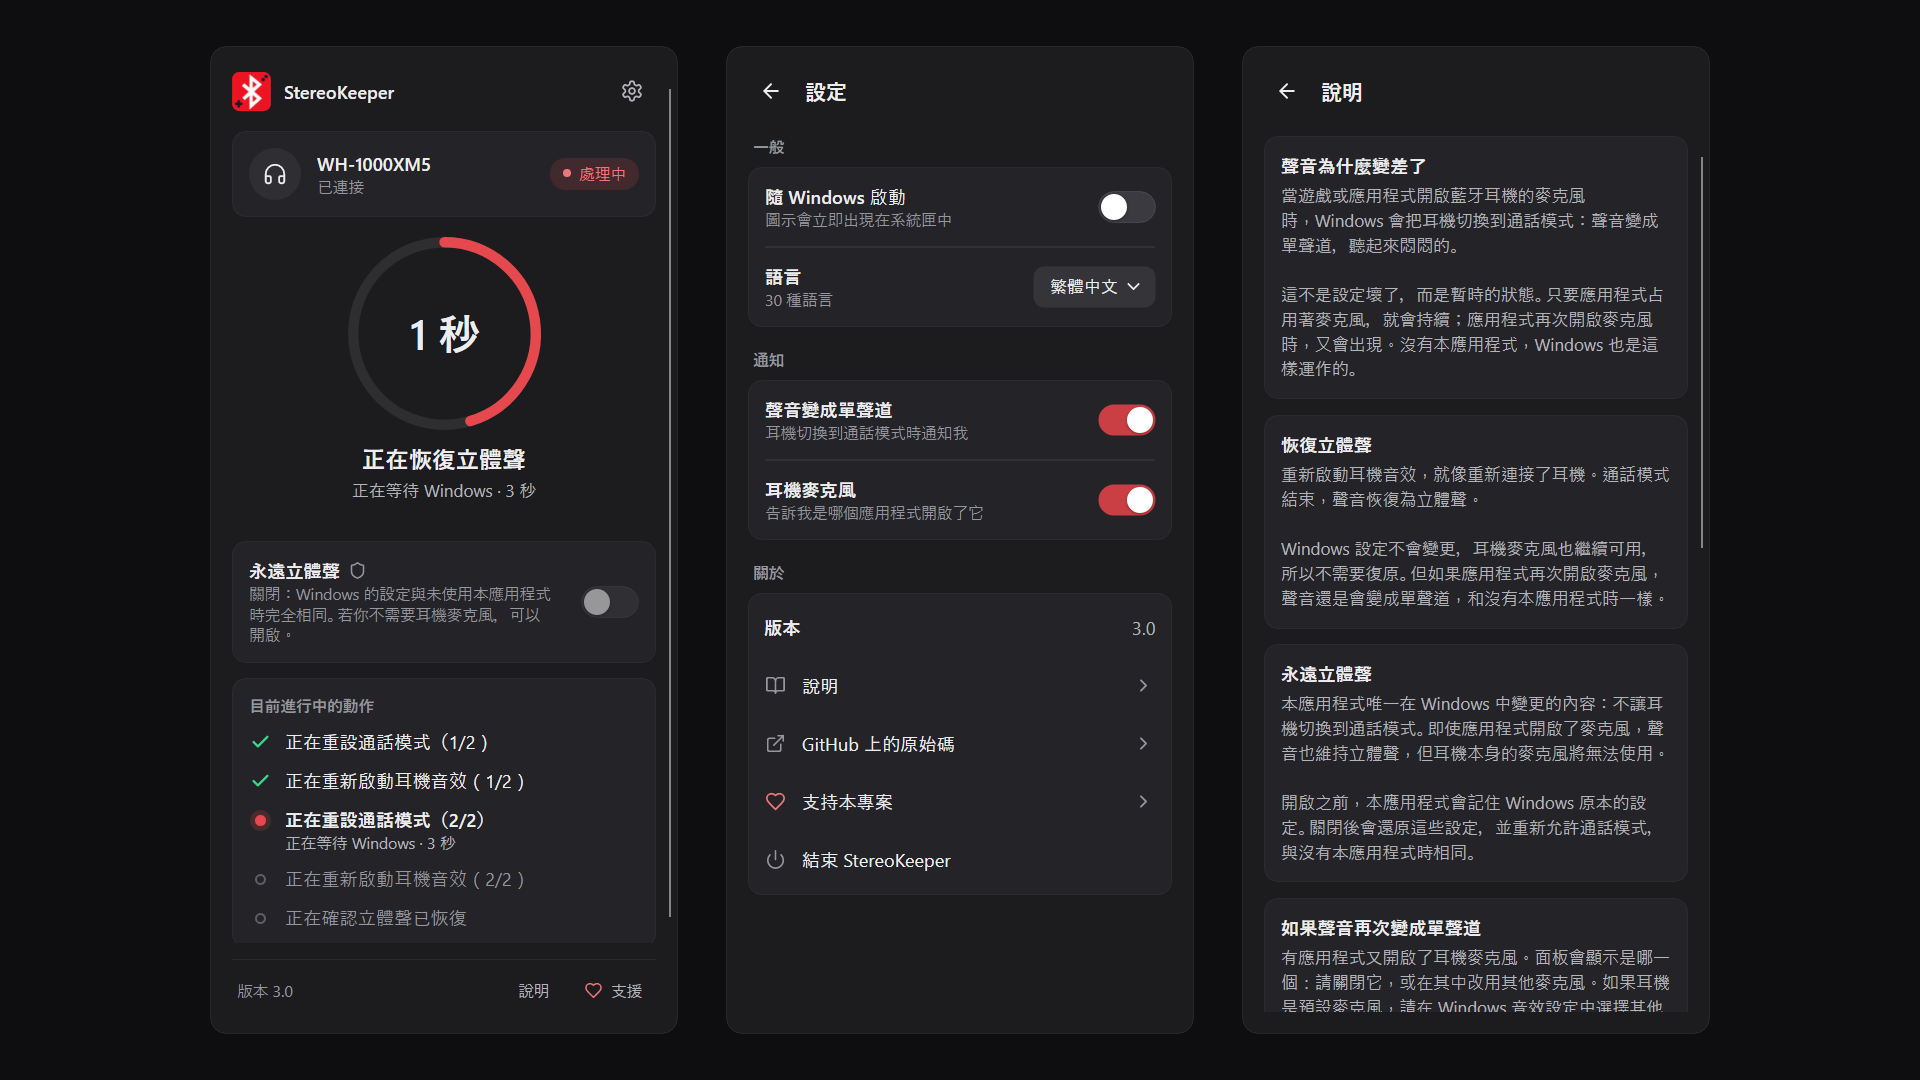 StereoKeeper
WH-1000XM5
已連接
處理中
1 秒
正在恢復立體聲
正在等待 Windows · 3 秒
永遠立體聲
關閉：Windows 的設定與未使用本應用程式
時完全相同。若你不需要耳機麥克風，可以
開啟。
目前進行中的動作
正在重設通話模式（1/2）
正在重新啟動耳機音效（1/2）
正在重設通話模式（2/2）
正在等待 Windows · 3 秒
正在重新啟動耳機音效（2/2）
正在確認立體聲已恢復
版本 3.0
說明
支援
設定
一般
隨 Windows 啟動
圖示會立即出現在系統匣中
語言
30 種語言
繁體中文
通知
聲音變成單聲道
耳機切換到通話模式時通知我
耳機麥克風
告訴我是哪個應用程式開啟了它
關於
版本
3.0
說明
GitHub 上的原始碼
支持本專案
結束 StereoKeeper
說明
聲音為什麼變差了
當遊戲或應用程式開啟藍牙耳機的麥克風
時，Windows 會把耳機切換到通話模式：聲音變成
單聲道，聽起來悶悶的。
這不是設定壞了，而是暫時的狀態。只要應用程式占
用著麥克風，就會持續；應用程式再次開啟麥克風
時，又會出現。沒有本應用程式，Windows 也是這
樣運作的。
恢復立體聲
重新啟動耳機音效，就像重新連接了耳機。通話模式
結束，聲音恢復為立體聲。
Windows 設定不會變更，耳機麥克風也繼續可用，
所以不需要復原。但如果應用程式再次開啟麥克風，
聲音還是會變成單聲道，和沒有本應用程式時一樣。
永遠立體聲
本應用程式唯一在 Windows 中變更的內容：不讓耳
機切換到通話模式。即使應用程式開啟了麥克風，聲
音也維持立體聲，但耳機本身的麥克風將無法使用。
開啟之前，本應用程式會記住 Windows 原本的設
定。關閉後會還原這些設定，並重新允許通話模式，
與沒有本應用程式時相同。
如果聲音再次變成單聲道
有應用程式又開啟了耳機麥克風。面板會顯示是哪一
個：請關閉它，或在其中改用其他麥克風。如果耳機
是預設麥克風，請在 Windows 音效設定中選擇其他